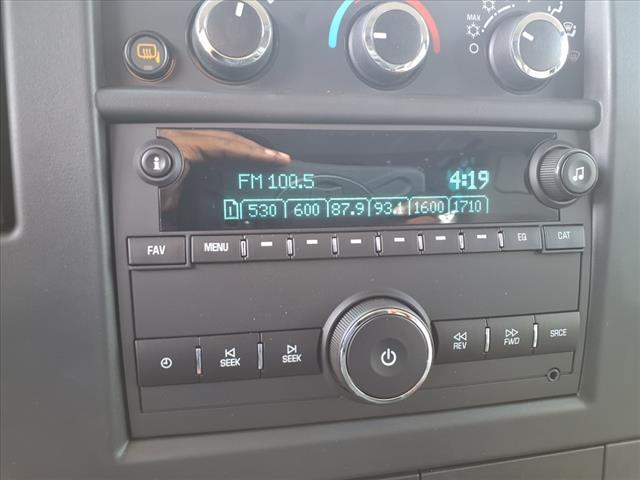 MAX
FM 100.5 4:19
1 530 600 87.9 93.1 1600 1710
FAV MENU EQ CAT
SEEK SEEK REV FWD SRCE